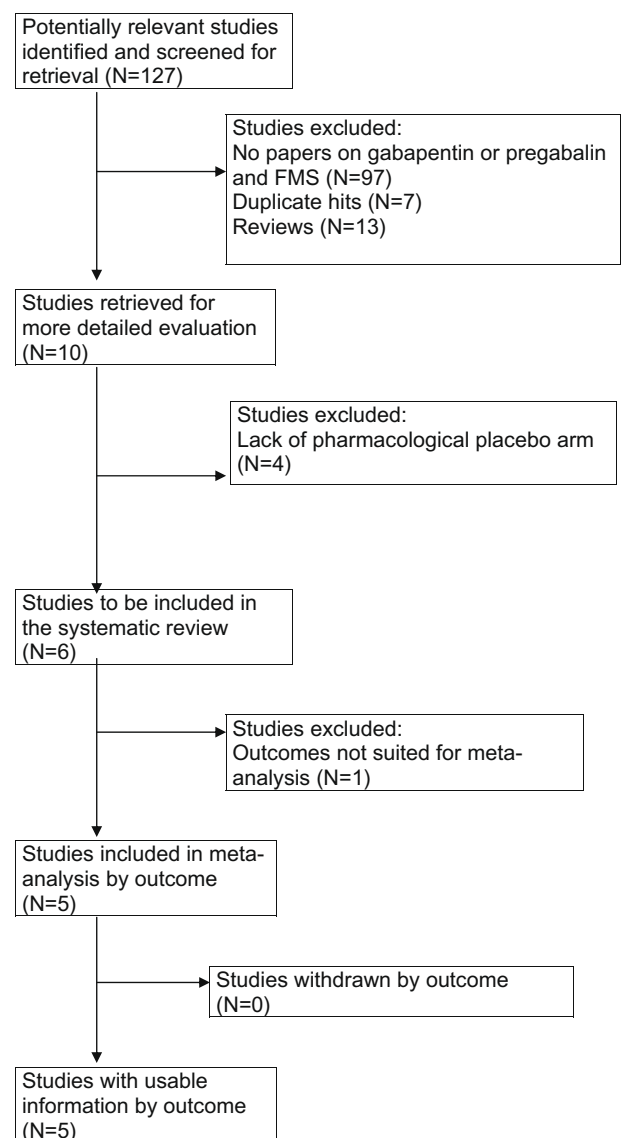 Potentially relevant studies
identified and screened for
retrieval (N=127)
Studies excluded:
No papers on gabapentin or pregabalin
and FMS (N=97)
Duplicate hits (N=7)
Reviews (N=13)
Studies retrieved for
more detailed evaluation
(N=10)
Studies excluded:
Lack of pharmacological placebo arm
(N=4)
Studies to be included in
the systematic review
(N=6)
Studies excluded:
Outcomes not suited for meta-
analysis (N=1)
Studies included in meta-
analysis by outcome
(N=5)
Studies withdrawn by outcome
(N=0)
Studies with usable
information by outcome
(N=5)